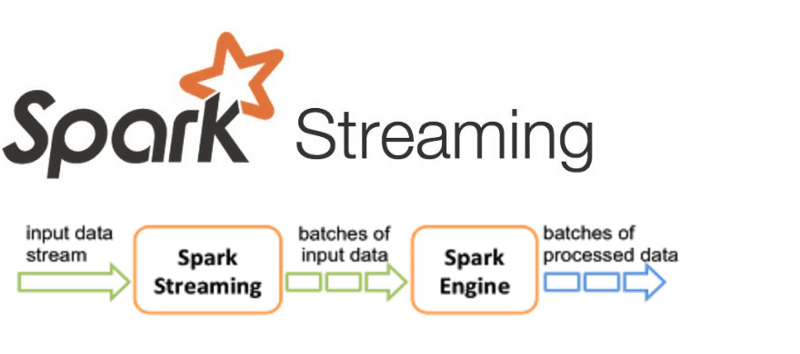 Spark Streaming
input data
stream
Spark
Streaming
batches of
input data
Spark
Engine
batches of
processed data